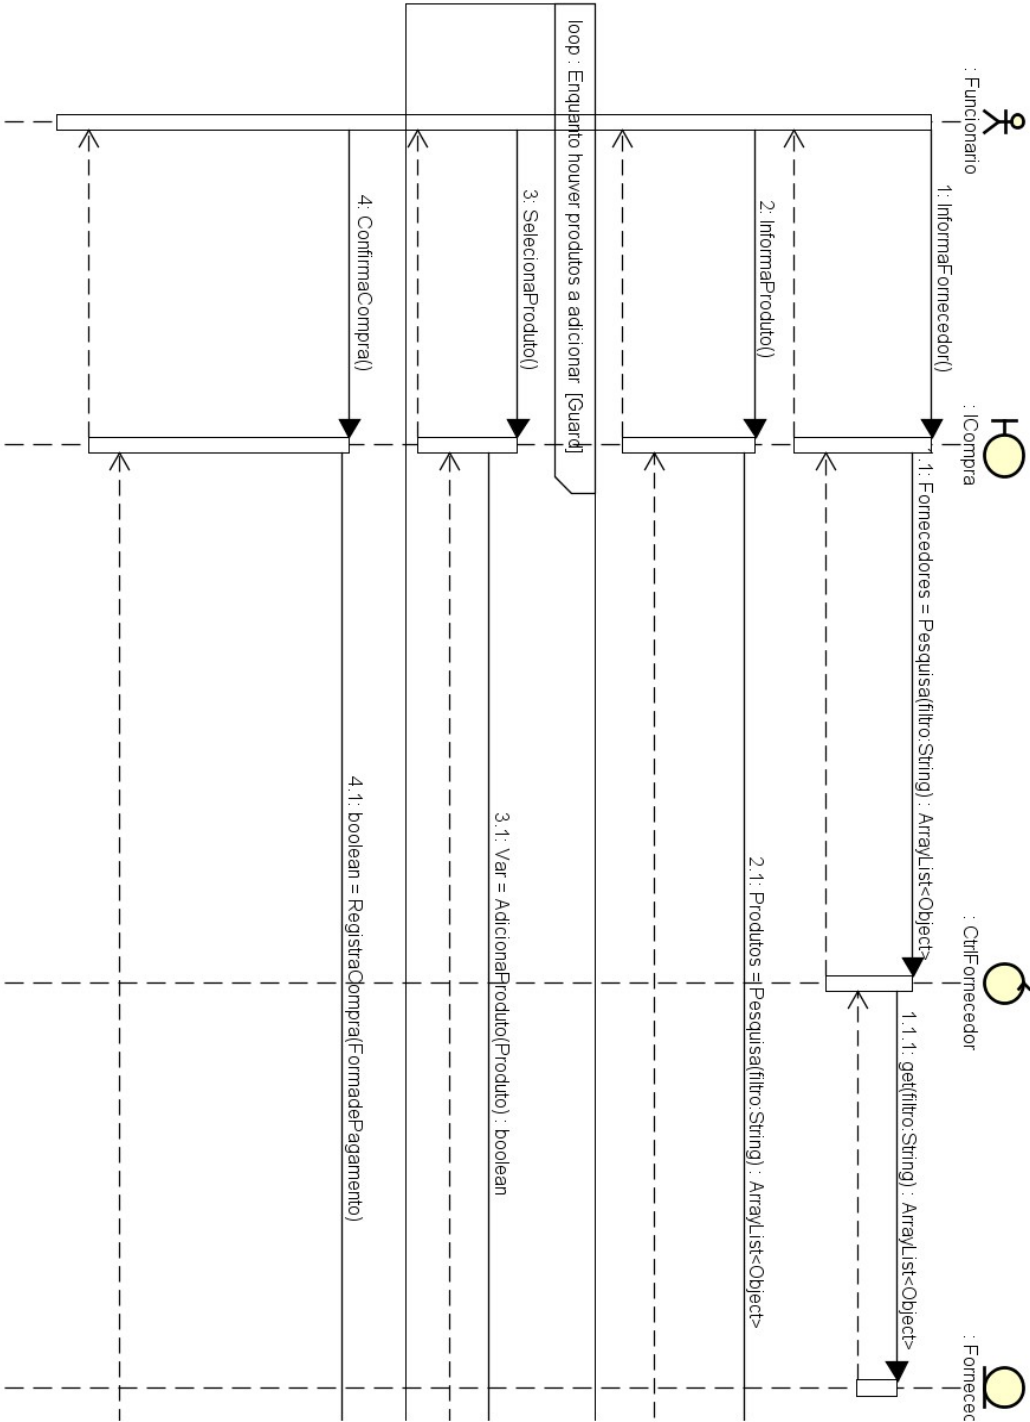 : Funcionario
: ICompra
: CtrlFornecedor
: Fornecec
1: InformaFornecedor()
.1: Fornecedores = Pesquisa(filtro:String) : ArrayList<Object>
1.1.1: get(filtro:String) : ArrayList<Object>
2: InformaProduto()
2.1: Produtos = Pesquisa(filtro:String) : ArrayList<Object>
loop : Enquanto houver produtos a adicionar [Guard]
3: SelecionaProduto()
3.1: Var = AdicionaProduto(Produto) : boolean
4: ConfirmaCompra()
4.1: boolean = RegistraCompra(FormadePagamento)